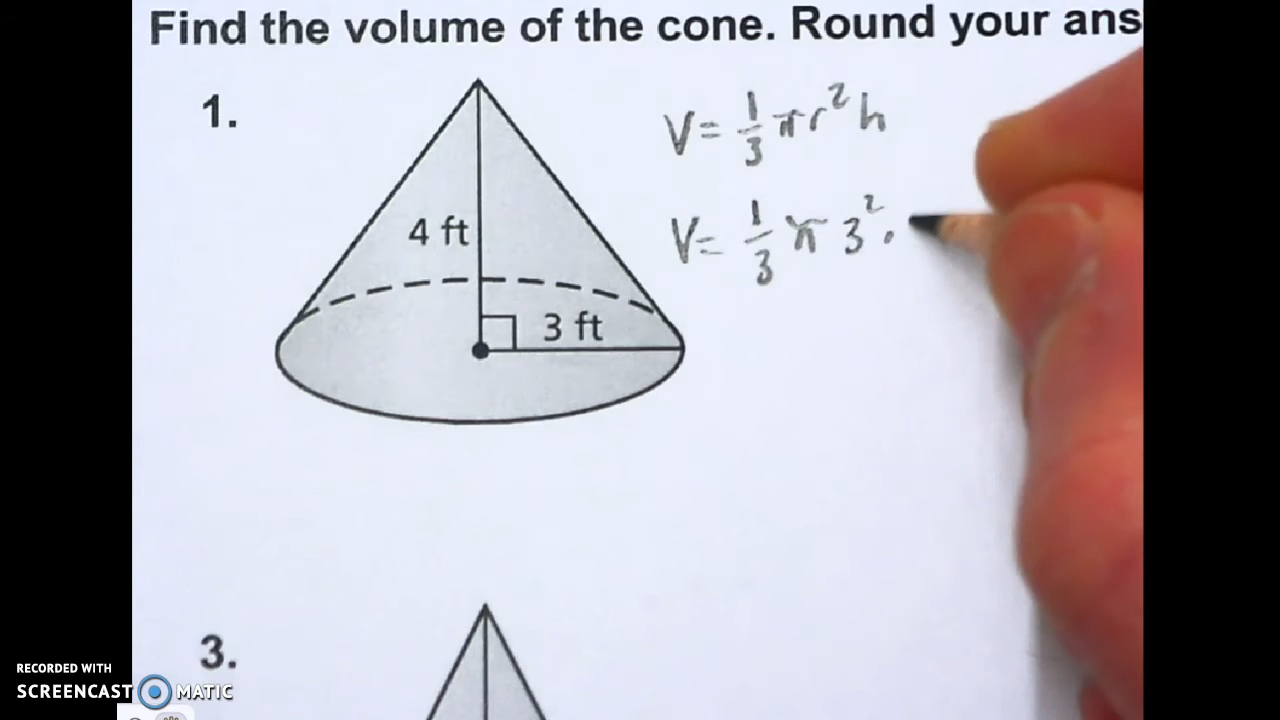 Find the volume of the cone. Round your ans
1.
V = 1/3 πr²h
4 ft
V = 1/3 π 3² ·
3 ft
3.
RECORDED WITH
SCREENCAST MATIC